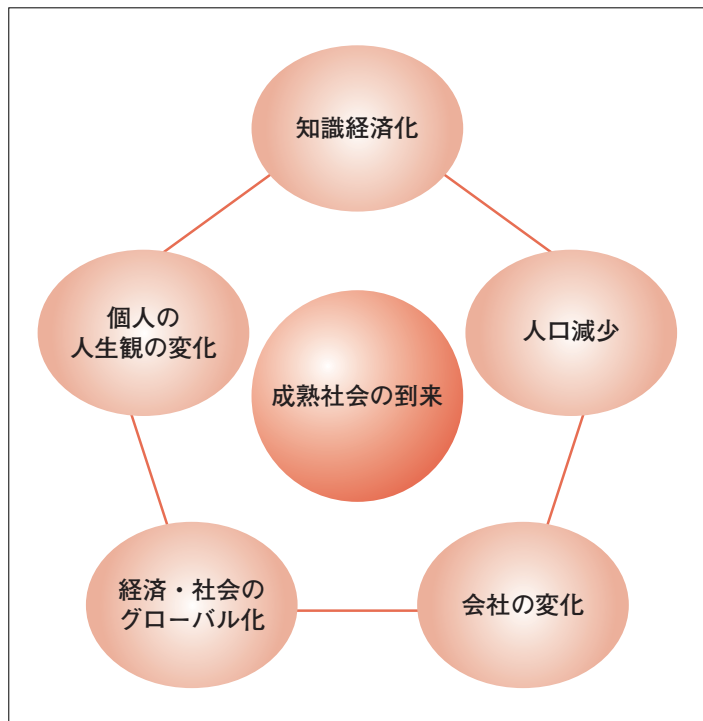 知識経済化
個人の
人生観の変化
人口減少
成熟社会の到来
経済・社会の
グローバル化
会社の変化